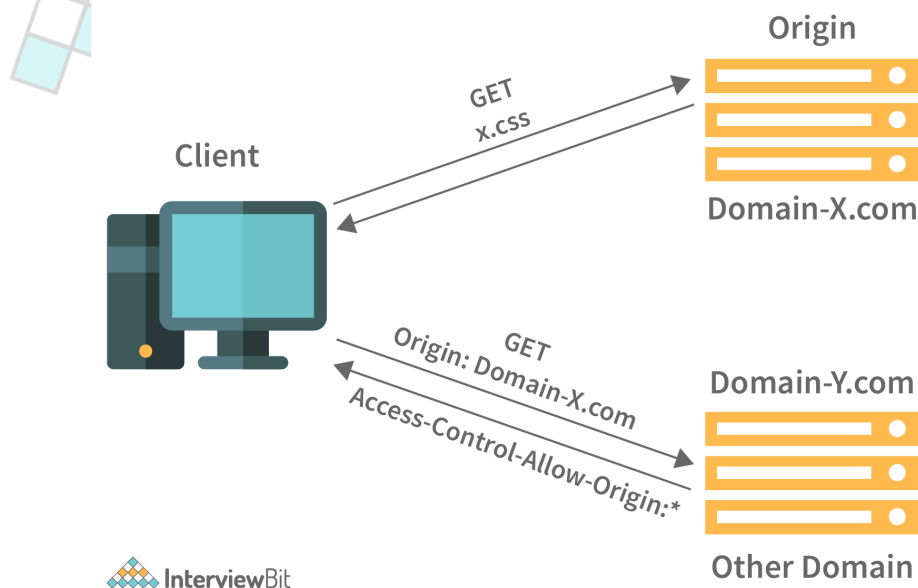 Origin
GET
x.css
Client
Domain-X.com
GET
Origin: Domain-X.com
Access-Control-Allow-Origin:*
Domain-Y.com
Other Domain
InterviewBit